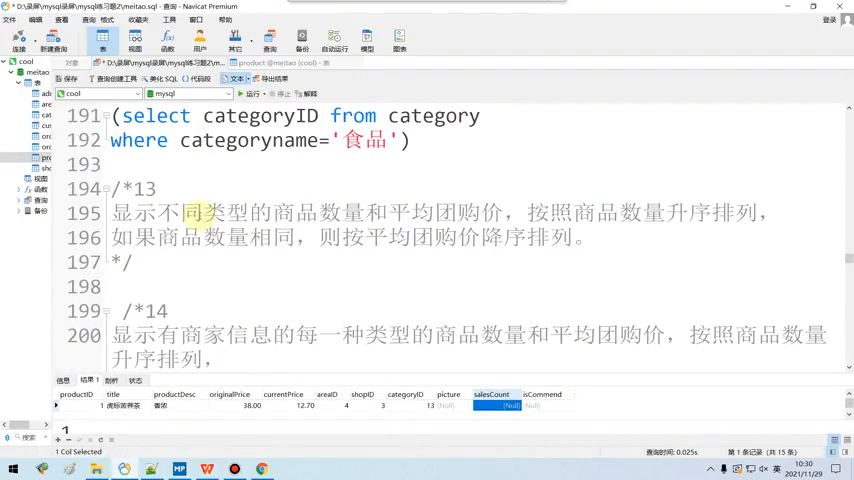 * D:\录屏\mysql录屏\mysql练习题2\meitao.sql - 查询 - Navicat Premium
文件 编辑 查看 查询 格式 收藏夹 工具 窗口 帮助
登录
连接 新建查询 表 视图 函数 用户 其它 查询 备份 自动运行 模型 图表
cool
meitao
表
视图
函数
查询
备份
搜索
对象 * D:\录屏\mysql录屏\mysql练习题2\m... product @meitao (cool) - 表
保存 查询创建工具 美化 SQL () 代码段 文本 导出结果
cool mysql 运行 停止 解释
191 (select categoryID from category
192 where categoryname='食品')
193
194 /*13
195 显示不同类型的商品数量和平均团购价，按照商品数量升序排列，
196 如果商品数量相同，则按平均团购价降序排列。
197 */
198
199 /*14
200 显示有商家信息的每一种类型的商品数量和平均团购价，按照商品数量
升序排列，
信息 结果 1 剖析 状态
productID title productDesc originalPrice currentPrice areaID shopID categoryID picture salesCount isCommend
1 虎标苦荞茶 香浓 38.00 12.70 4 3 13 (Null) (Null) (Null)
1
1 Col Selected 查询时间: 0.025s 第 1 条记录 (共 15 条)
英 10:30
2021/11/29